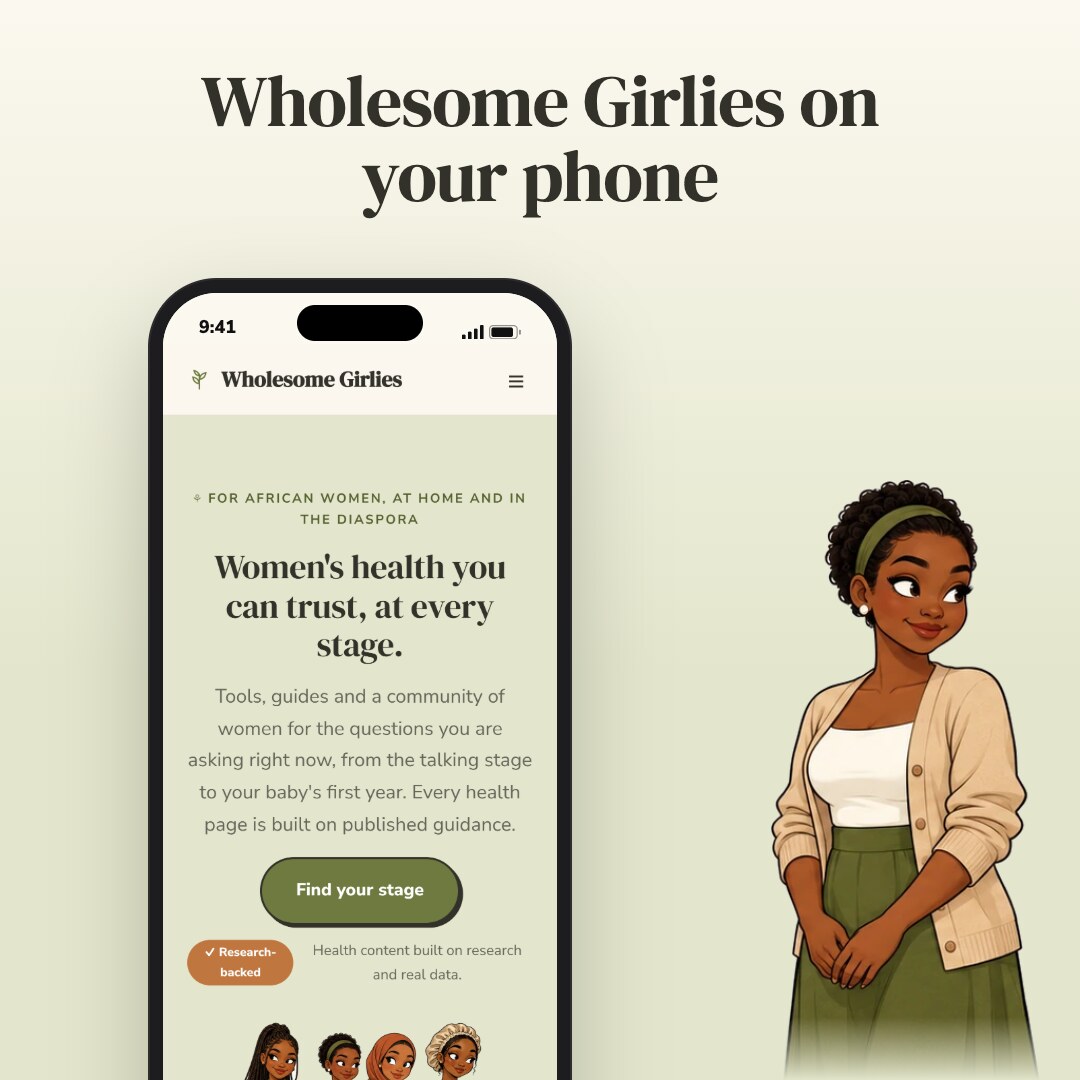 Wholesome Girlies on
your phone
9:41
Wholesome Girlies
FOR AFRICAN WOMEN, AT HOME AND IN
THE DIASPORA
Women's health you
can trust, at every
stage.
Tools, guides and a community of
women for the questions you are
asking right now, from the talking stage
to your baby's first year. Every health
page is built on published guidance.
Find your stage
✓ Research-
backed
Health content built on research
and real data.